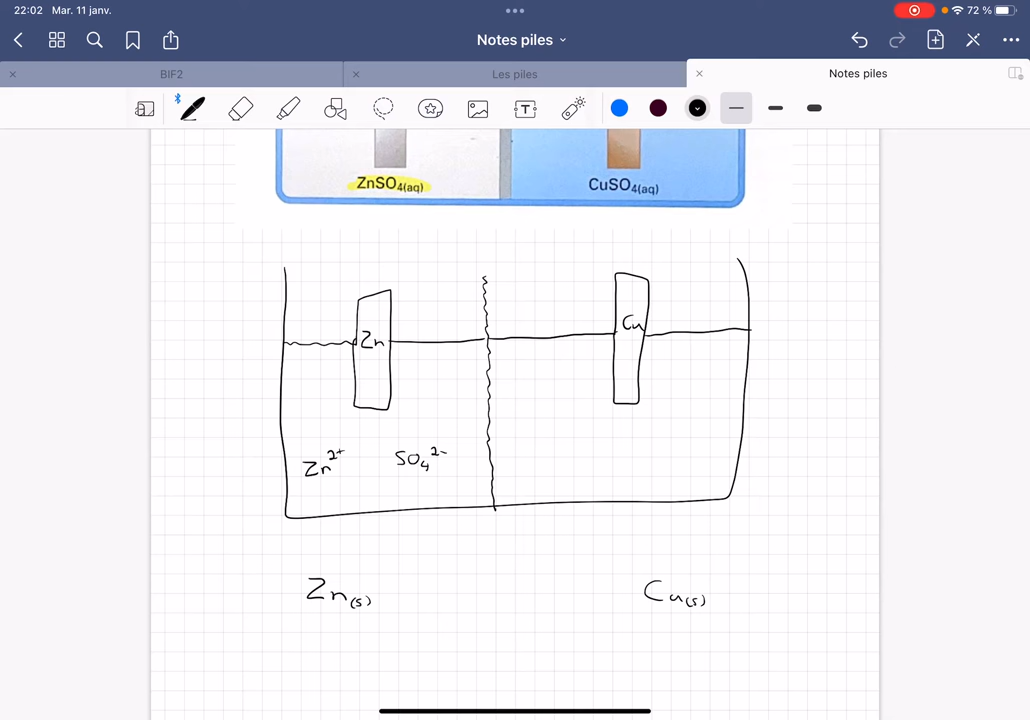 22:02 Mar. 11 janv.
72 %
Notes piles
BIF2
Les piles
Notes piles
T
ZnSO₄(aq)
CuSO₄(aq)
Zn
Cu
Zn²⁺
SO₄²⁻
Zn(s)
Cu(s)